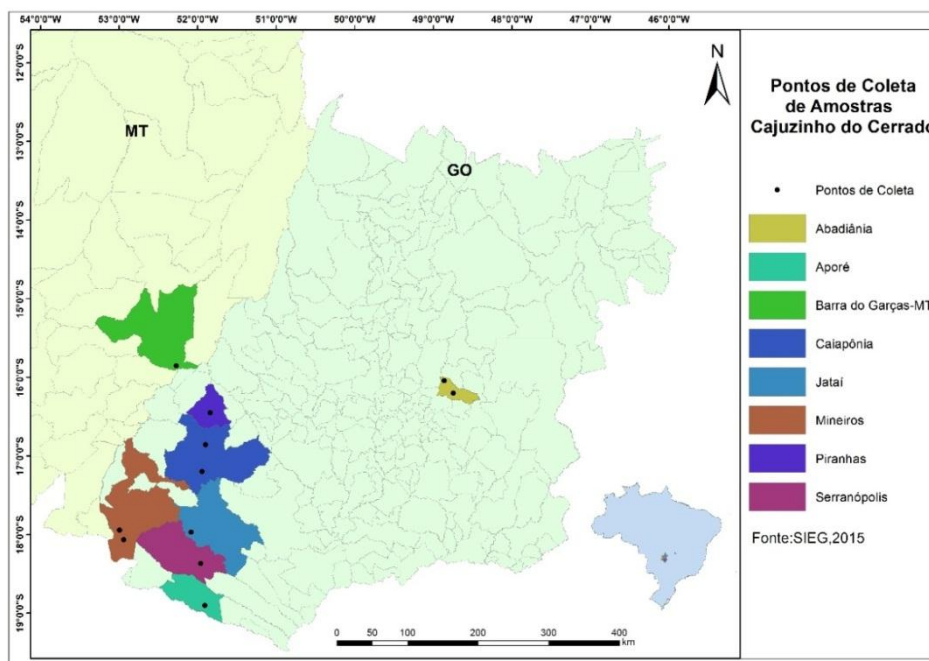 54°0'0"O 53°0'0"O 52°0'0"O 51°0'0"O 50°0'0"O 49°0'0"O 48°0'0"O 47°0'0"O 46°0'0"O
12°0'0"S
13°0'0"S
14°0'0"S
15°0'0"S
16°0'0"S
17°0'0"S
18°0'0"S
19°0'0"S
MT
GO
N
0 50 100 200 300 400
km
Pontos de Coleta
de Amostras
Cajuzinho do Cerrado
Pontos de Coleta
Abadiânia
Aporé
Barra do Garças-MT
Caiapônia
Jataí
Mineiros
Piranhas
Serranópolis
Fonte:SIEG,2015